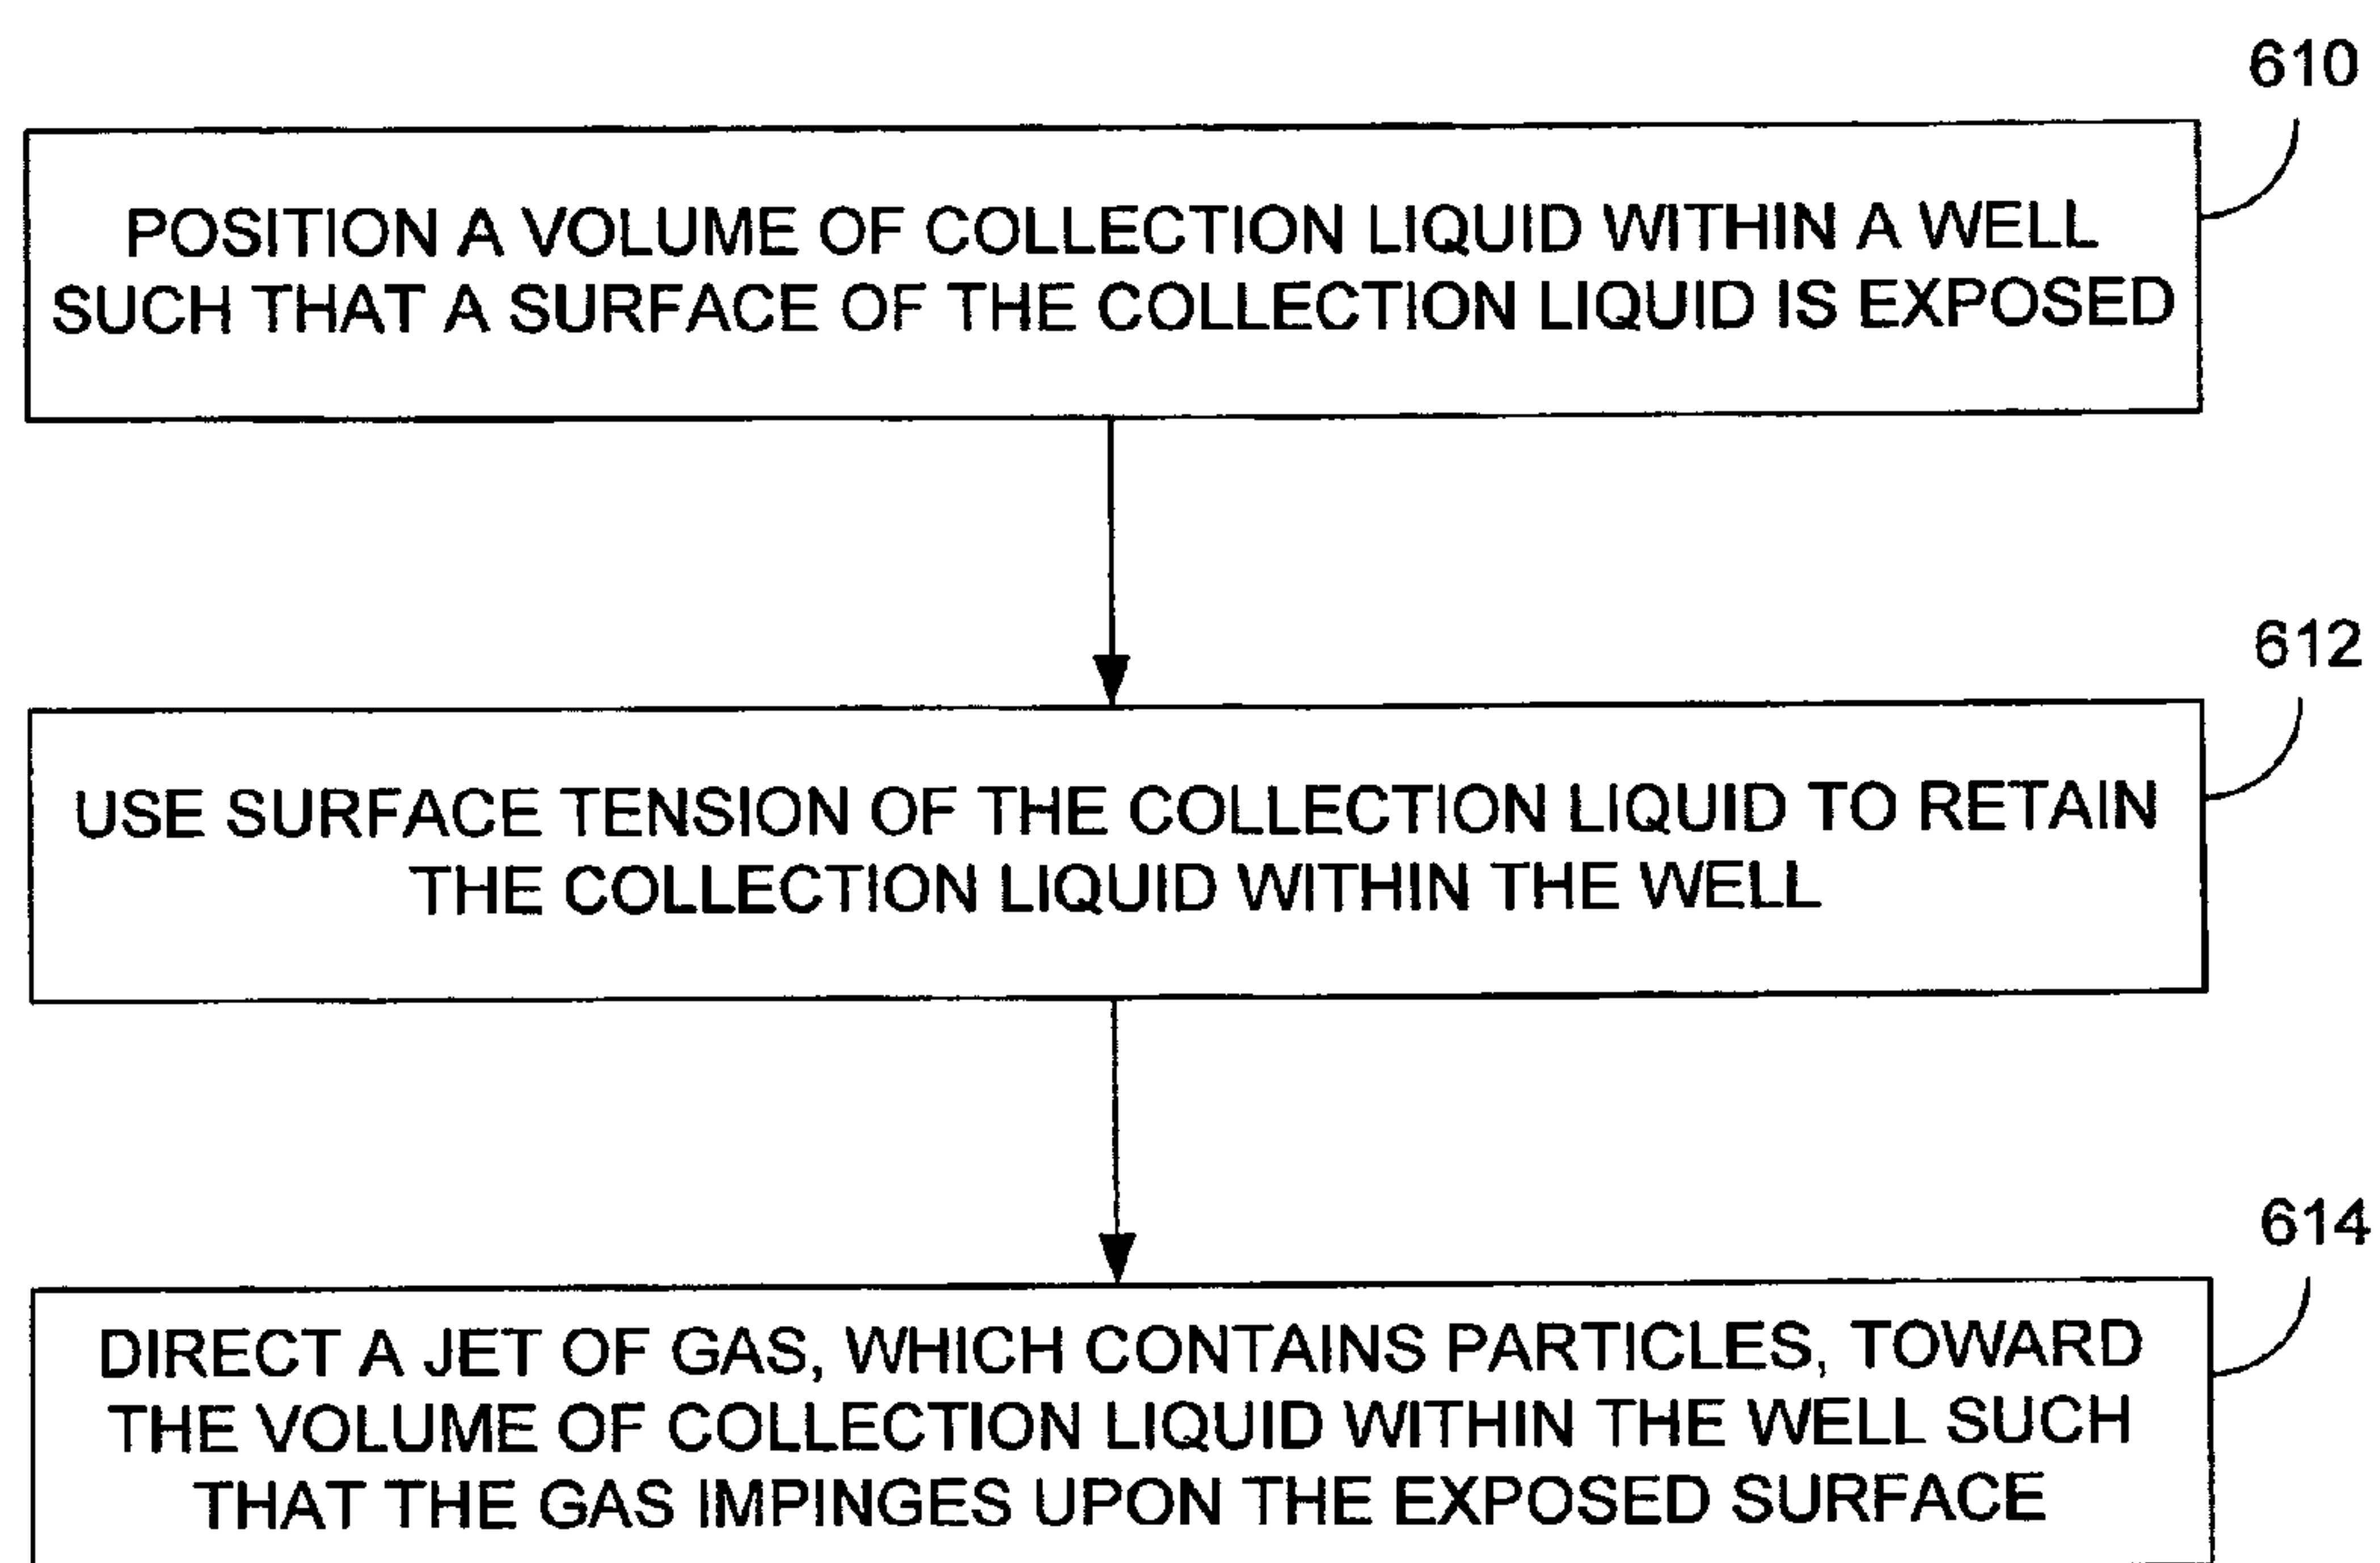 610
POSITION A VOLUME OF COLLECTION LIQUID WITHIN A WELL
SUCH THAT A SURFACE OF THE COLLECTION LIQUID IS EXPOSED
612
USE SURFACE TENSION OF THE COLLECTION LIQUID TO RETAIN
THE COLLECTION LIQUID WITHIN THE WELL
614
DIRECT A JET OF GAS, WHICH CONTAINS PARTICLES, TOWARD
THE VOLUME OF COLLECTION LIQUID WITHIN THE WELL SUCH
THAT THE GAS IMPINGES UPON THE EXPOSED SURFACE